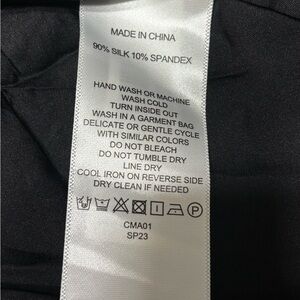 MADE IN CHINA
90% SILK 10% SPANDEX
HAND WASH OR MACHINE
WASH COLD
TURN INSIDE OUT
WASH IN A GARMENT BAG
DELICATE OR GENTLE CYCLE
WITH SIMILAR COLORS
DO NOT BLEACH
DO NOT TUMBLE DRY
LINE DRY
COOL IRON ON REVERSE SIDE
DRY CLEAN IF NEEDED
P
CMA01
SP23